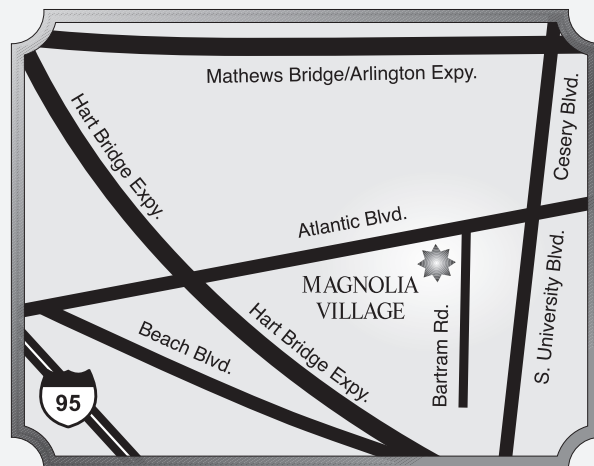 Mathews Bridge/Arlington Expy.
Hart Bridge Expy.
Cesery Blvd.
Atlantic Blvd.
MAGNOLIA
VILLAGE
Hart Bridge Expy.
Beach Blvd.
Bartram Rd.
S. University Blvd.
95